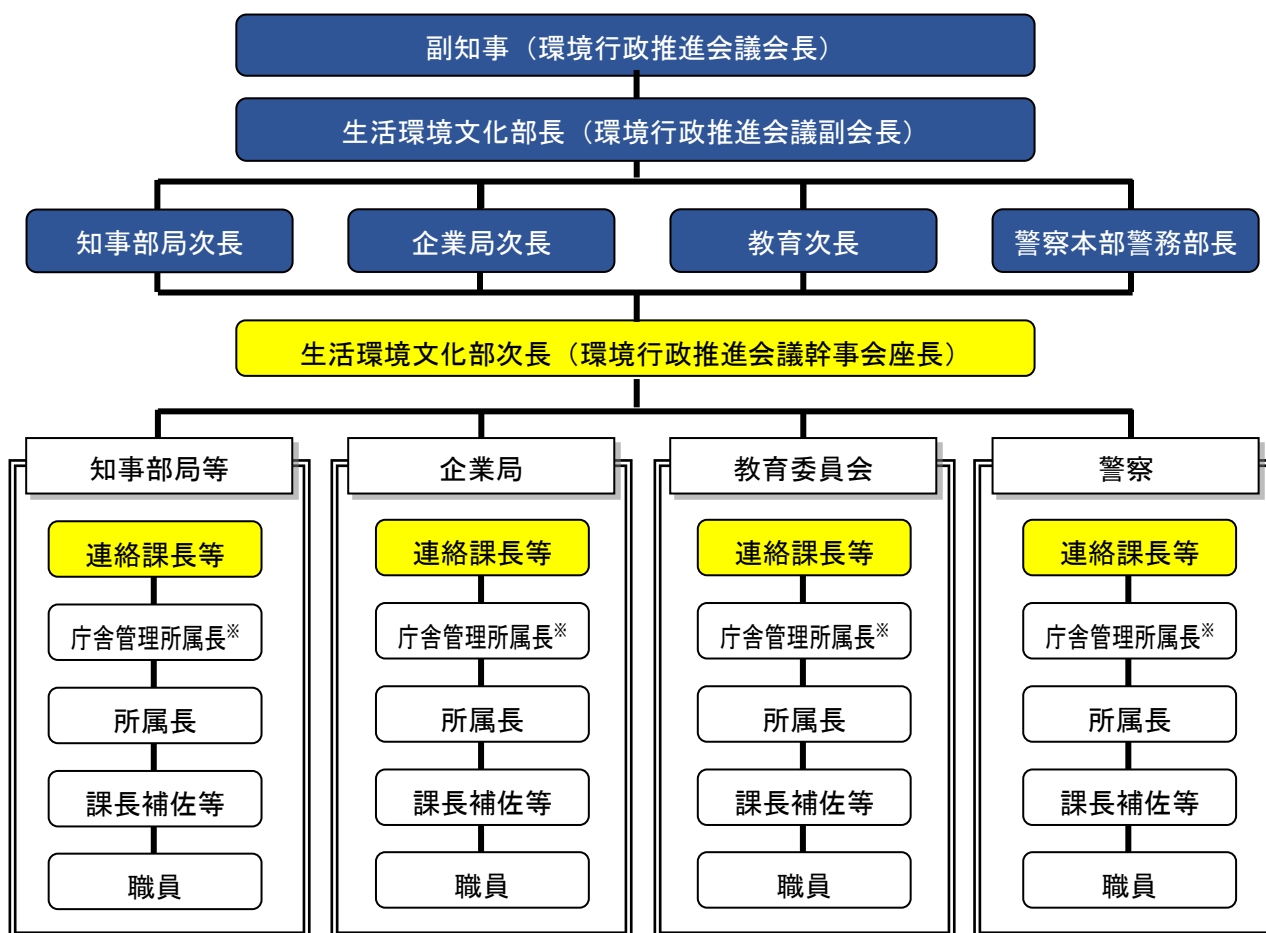 副知事（環境行政推進会議会長）
生活環境文化部長（環境行政推進会議副会長）
知事部局次長
企業局次長
教育次長
警察本部警務部長
生活環境文化部次長（環境行政推進会議幹事会座長）
知事部局等
連絡課長等
庁舎管理所属長※
所属長
課長補佐等
職員
企業局
連絡課長等
庁舎管理所属長※
所属長
課長補佐等
職員
教育委員会
連絡課長等
庁舎管理所属長※
所属長
課長補佐等
職員
警察
連絡課長等
庁舎管理所属長※
所属長
課長補佐等
職員